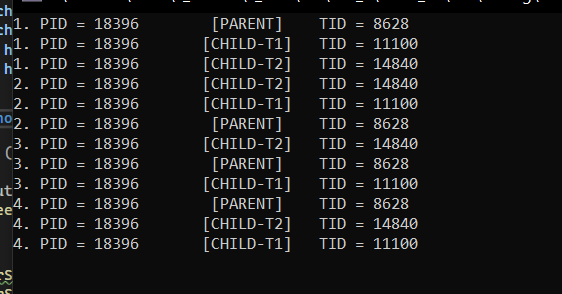 1. PID = 18396 [PARENT] TID = 8628
1. PID = 18396 [CHILD-T1] TID = 11100
1. PID = 18396 [CHILD-T2] TID = 14840
2. PID = 18396 [CHILD-T2] TID = 14840
2. PID = 18396 [CHILD-T1] TID = 11100
2. PID = 18396 [PARENT] TID = 8628
3. PID = 18396 [CHILD-T2] TID = 14840
3. PID = 18396 [PARENT] TID = 8628
3. PID = 18396 [CHILD-T1] TID = 11100
4. PID = 18396 [PARENT] TID = 8628
4. PID = 18396 [CHILD-T2] TID = 14840
4. PID = 18396 [CHILD-T1] TID = 11100